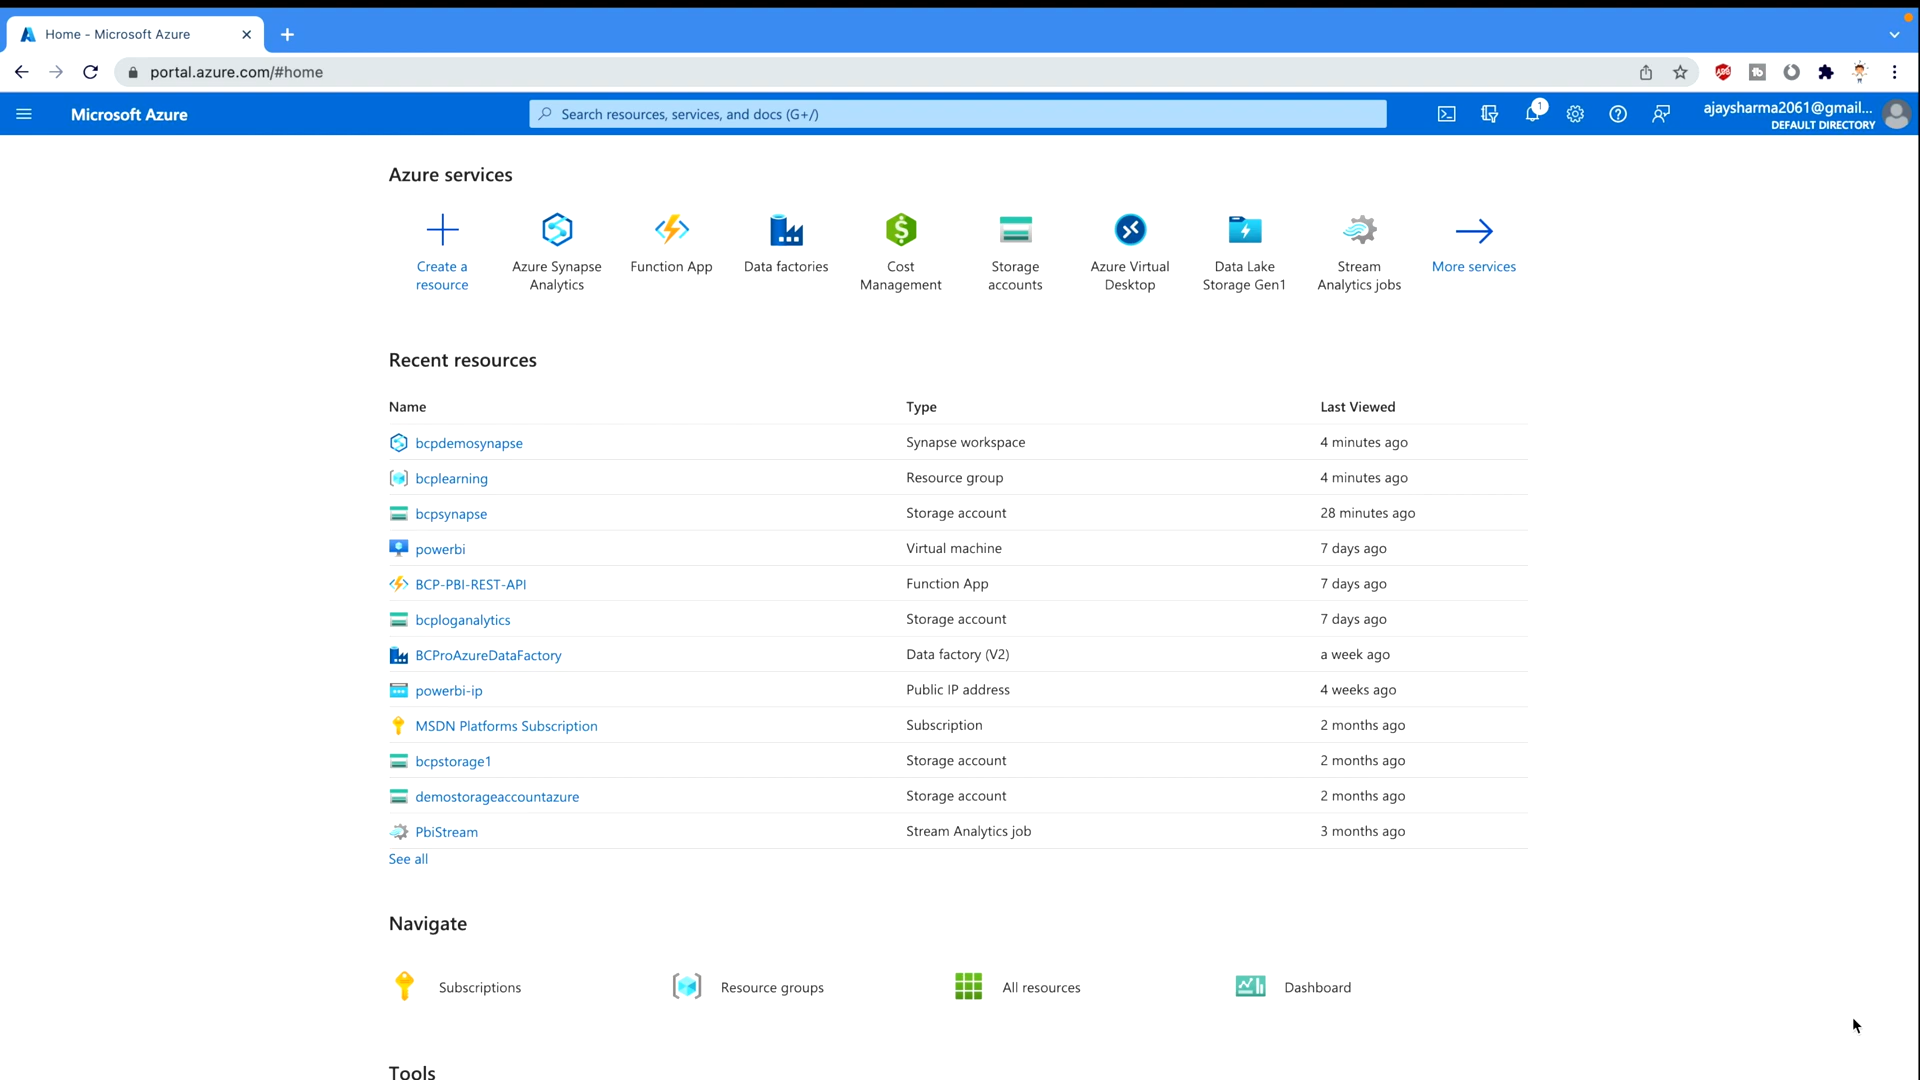 Home - Microsoft Azure
portal.azure.com/#home
Microsoft Azure
Search resources, services, and docs (G+/)
1
ajaysharma2061@gmail...
DEFAULT DIRECTORY
Azure services
Create a resource
Azure Synapse Analytics
Function App
Data factories
Cost Management
Storage accounts
Azure Virtual Desktop
Data Lake Storage Gen1
Stream Analytics jobs
More services
Recent resources
Name Type Last Viewed
bcpdemosynapse Synapse workspace 4 minutes ago
bcplearning Resource group 4 minutes ago
bcpsynapse Storage account 28 minutes ago
powerbi Virtual machine 7 days ago
BCP-PBI-REST-API Function App 7 days ago
bcploganalytics Storage account 7 days ago
BCProAzureDataFactory Data factory (V2) a week ago
powerbi-ip Public IP address 4 weeks ago
MSDN Platforms Subscription Subscription 2 months ago
bcpstorage1 Storage account 2 months ago
demostorageaccountazure Storage account 2 months ago
PbiStream Stream Analytics job 3 months ago
See all
Navigate
Subscriptions Resource groups All resources Dashboard
Tools